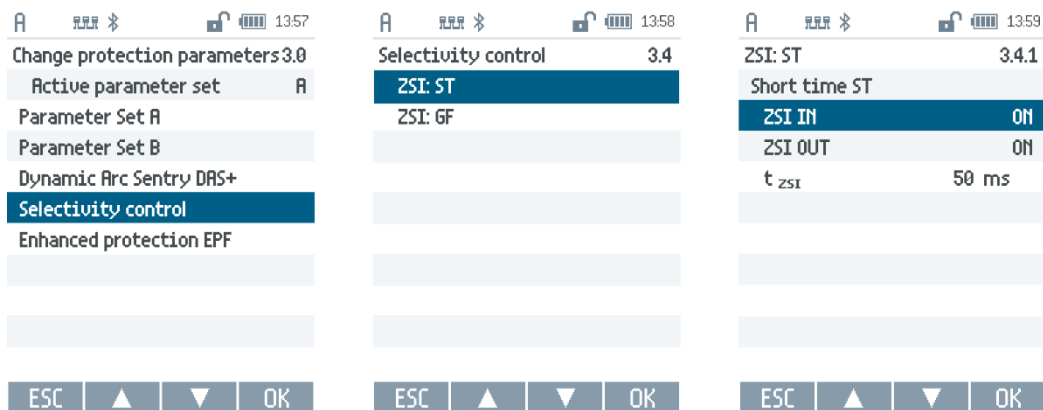 A 13:57
Change protection parameters 3.0
Active parameter set A
Parameter Set A
Parameter Set B
Dynamic Arc Sentry DAS+
Selectivity control
Enhanced protection EPF
ESC OK
A 13:58
Selectivity control 3.4
ZSI: ST
ZSI: GF
ESC OK
A 13:59
ZSI: ST 3.4.1
Short time ST
ZSI IN ON
ZSI OUT ON
t ZSI 50 ms
ESC OK